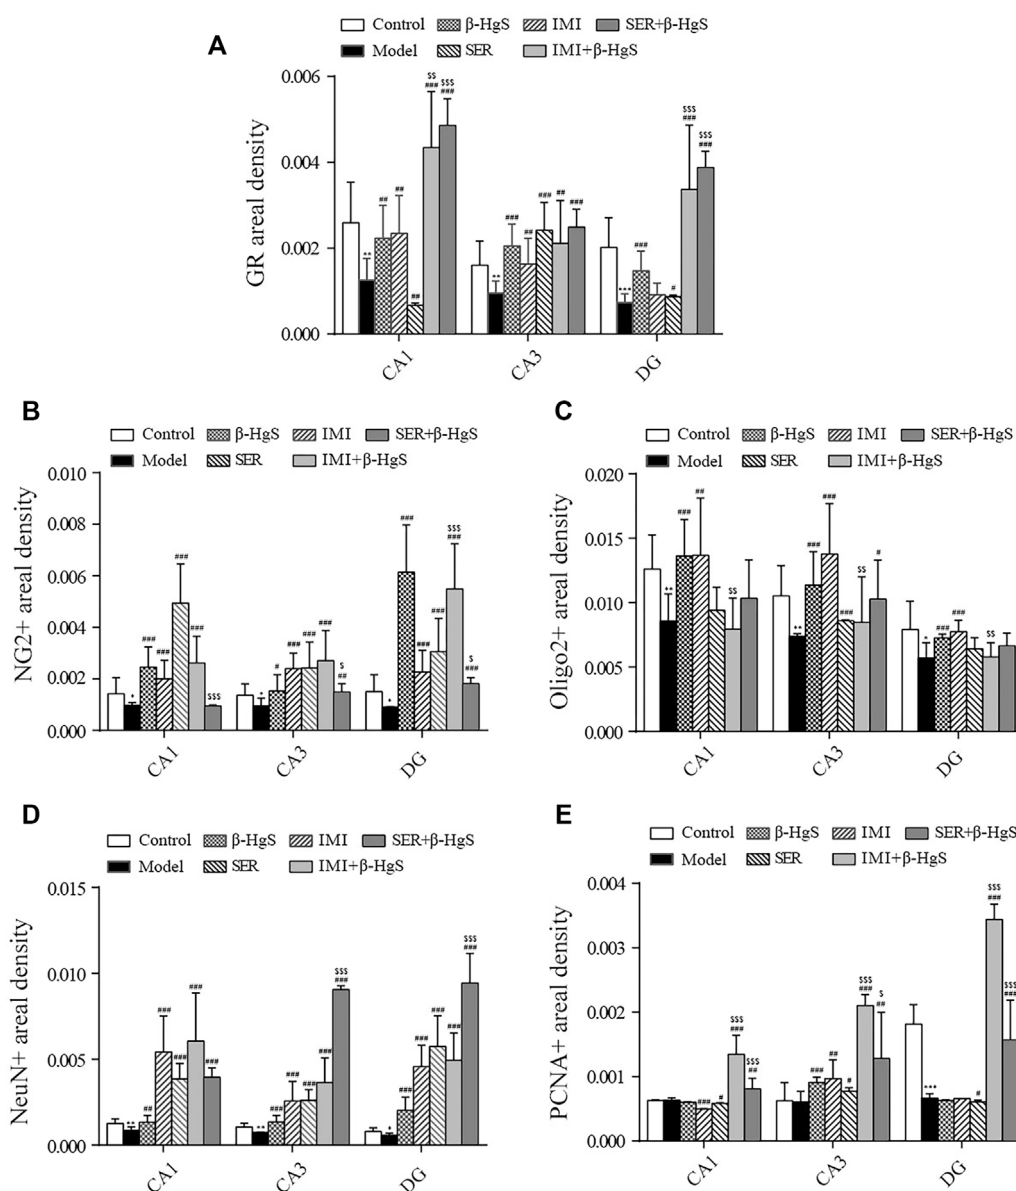 A
Control β-HgS IMI SER+β-HgS
Model SER IMI+β-HgS
GR areal density
0.006
0.004
0.002
0.000
$$ $$$
### ###
## ##
**
##
### ## ### ## ###
**
$$$ $$$
### ###
###
***
#
CA1 CA3 DG
B
Control β-HgS IMI SER+β-HgS
Model SER IMI+β-HgS
NG2+ areal density
0.010
0.008
0.006
0.004
0.002
0.000
* ### ### ### ### $$$
* # ### ### ### $
##
* ### ### ### $$$
###
$
###
CA1 CA3 DG
C
Control β-HgS IMI SER+β-HgS
Model SER IMI+β-HgS
Oligo2+ areal density
0.020
0.015
0.010
0.005
0.000
** ### ## $$
** ### ### ### $$ #
* ### ### $$
CA1 CA3 DG
D
Control β-HgS IMI SER+β-HgS
Model SER IMI+β-HgS
NeuN+ areal density
0.015
0.010
0.005
0.000
** ## ### ### ### ###
** ### ### ### ### $$$
###
* ### ### ### ### $$$
###
CA1 CA3 DG
E
Control β-HgS IMI SER+β-HgS
Model SER IMI+β-HgS
PCNA+ areal density
0.004
0.003
0.002
0.001
0.000
### # $$$
###
$$$
##
### ## # $$$
###
$
##
*** # $$$
###
$$$
###
CA1 CA3 DG